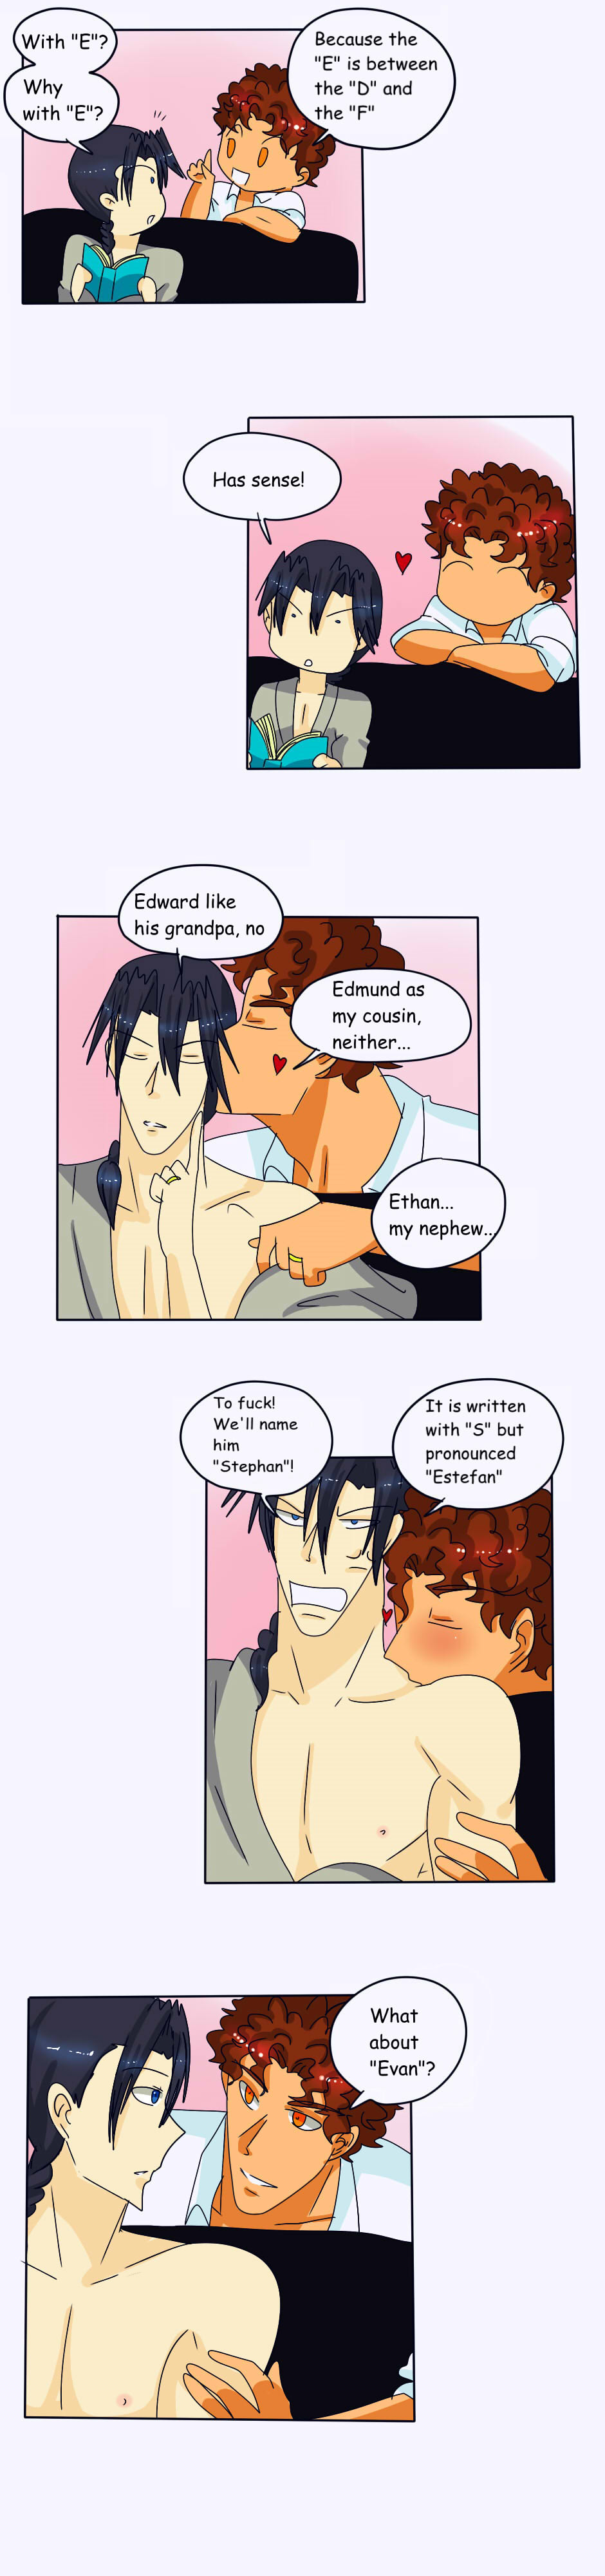 With "E"?
Why
with "E"?
Because the
"E" is between
the "D" and
the "F"
Has sense!
Edward like
his grandpa, no
Edmund as
my cousin,
neither...
Ethan...
my nephew...
To fuck!
We'll name
him
"Stephan"!
It is written
with "S" but
pronounced
"Estefan"
What
about
"Evan"?